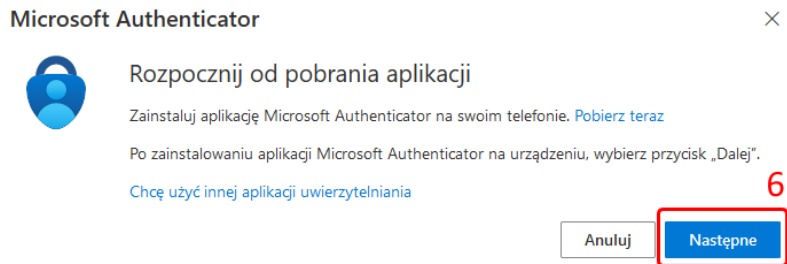 Microsoft Authenticator
Rozpocznij od pobrania aplikacji
Zainstaluj aplikację Microsoft Authenticator na swoim telefonie. Pobierz teraz
Po zainstalowaniu aplikacji Microsoft Authenticator na urządzeniu, wybierz przycisk „Dalej”.
Chcę użyć innej aplikacji uwierzytelniania
6
Anuluj Następne